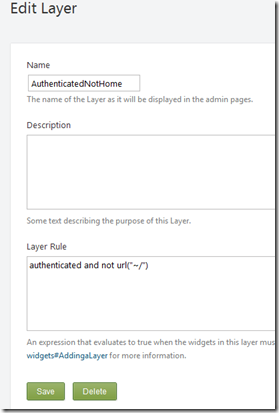 Edit Layer
Name
AuthenticatedNotHome
The name of the Layer as it will be displayed in the admin pages.
Description
Some text describing the purpose of this Layer.
Layer Rule
authenticated and not url("~/")
An expression that evaluates to true when the widgets in this layer mus
widgets#AddingaLayer for more information.
Save
Delete